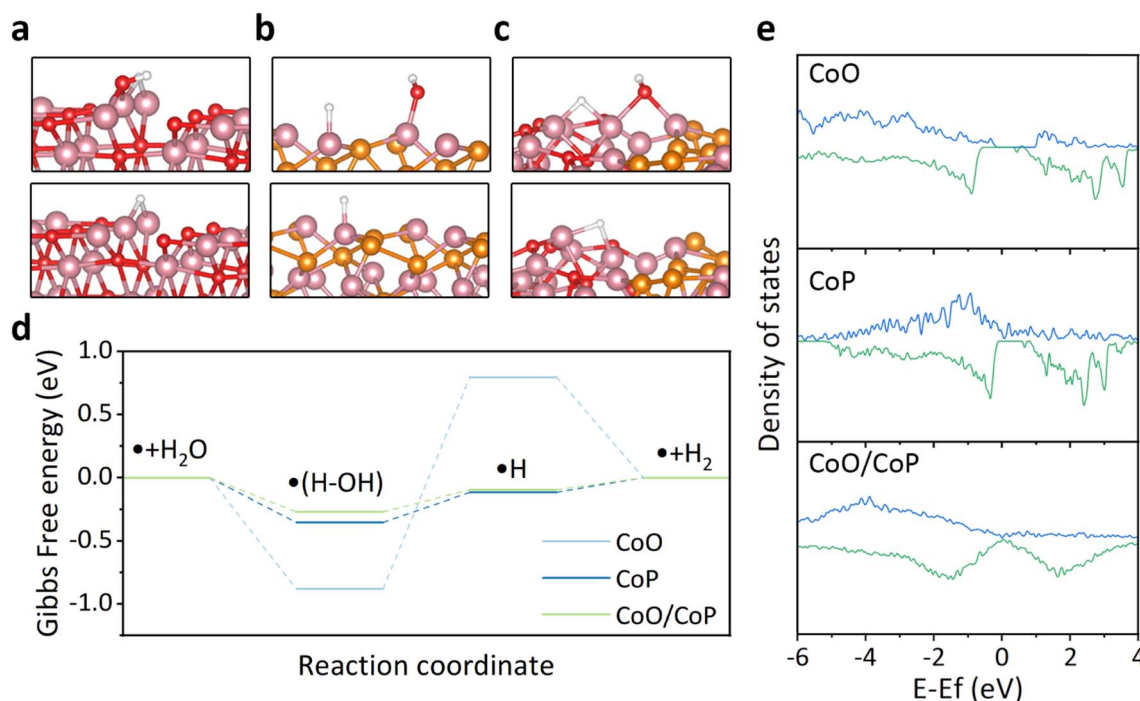 a
b
c
d
1.0
0.5
0.0
-0.5
-1.0
Gibbs Free energy (eV)
•+H₂O
•(H-OH)
•H
•+H₂
CoO
CoP
CoO/CoP
Reaction coordinate
e
CoO
CoP
CoO/CoP
Density of states
-6 -4 -2 0 2 4
E-Ef (eV)